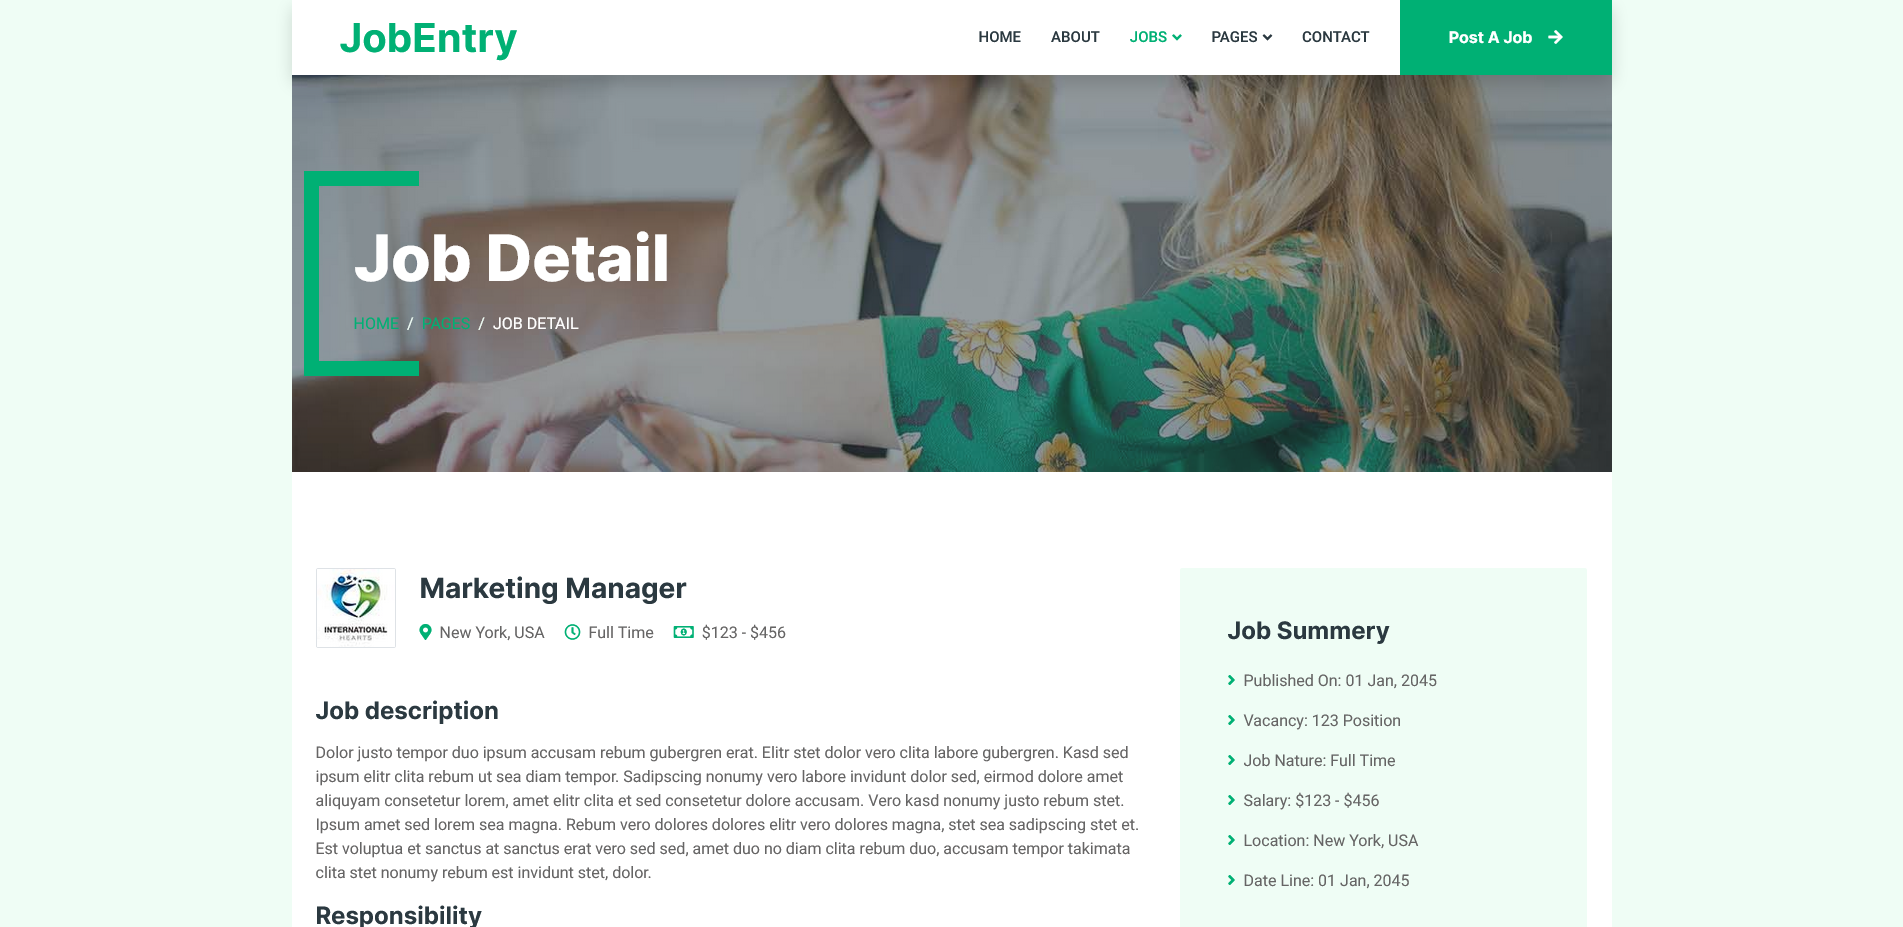 JobEntry
HOME ABOUT JOBS PAGES CONTACT Post A Job
Job Detail
HOME / PAGES / JOB DETAIL
INTERNATIONAL
HEARTS
Marketing Manager
New York, USA Full Time $123 - $456
Job description
Dolor justo tempor duo ipsum accusam rebum gubergren erat. Elitr stet dolor vero clita labore gubergren. Kasd sed
ipsum elitr clita rebum ut sea diam tempor. Sadipscing nonumy vero labore invidunt dolor sed, eirmod dolore amet
aliquyam consetetur lorem, amet elitr clita et sed consetetur dolore accusam. Vero kasd nonumy justo rebum stet.
Ipsum amet sed lorem sea magna. Rebum vero dolores dolores elitr vero dolores magna, stet sea sadipscing stet et.
Est voluptua et sanctus at sanctus erat vero sed sed, amet duo no diam clita rebum duo, accusam tempor takimata
clita stet nonumy rebum est invidunt stet, dolor.
Responsibility
Job Summery
Published On: 01 Jan, 2045
Vacancy: 123 Position
Job Nature: Full Time
Salary: $123 - $456
Location: New York, USA
Date Line: 01 Jan, 2045